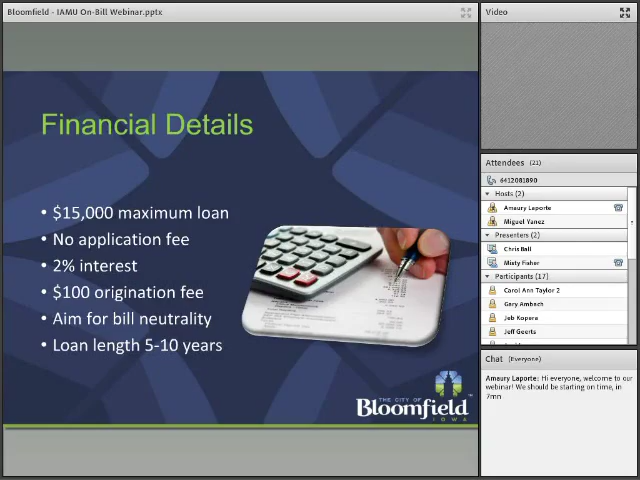 Bloomfield - IAMU On-Bill Webinar.pptx
Financial Details
• $15,000 maximum loan
• No application fee
• 2% interest
• $100 origination fee
• Aim for bill neutrality
• Loan length 5-10 years
THE CITY OF
Bloomfield
IOWA
Video
Attendees (21)
6412081890
Hosts (2)
Amaury Laporte
Miguel Yanez
Presenters (2)
Chris Ball
Misty Fisher
Participants (17)
Carol Ann Taylor 2
Gary Ambach
Jeb Kopera
Jeff Geerts
Chat (Everyone)
Amaury Laporte: Hi everyone, welcome to our
webinar! We should be starting on time, in
7mn